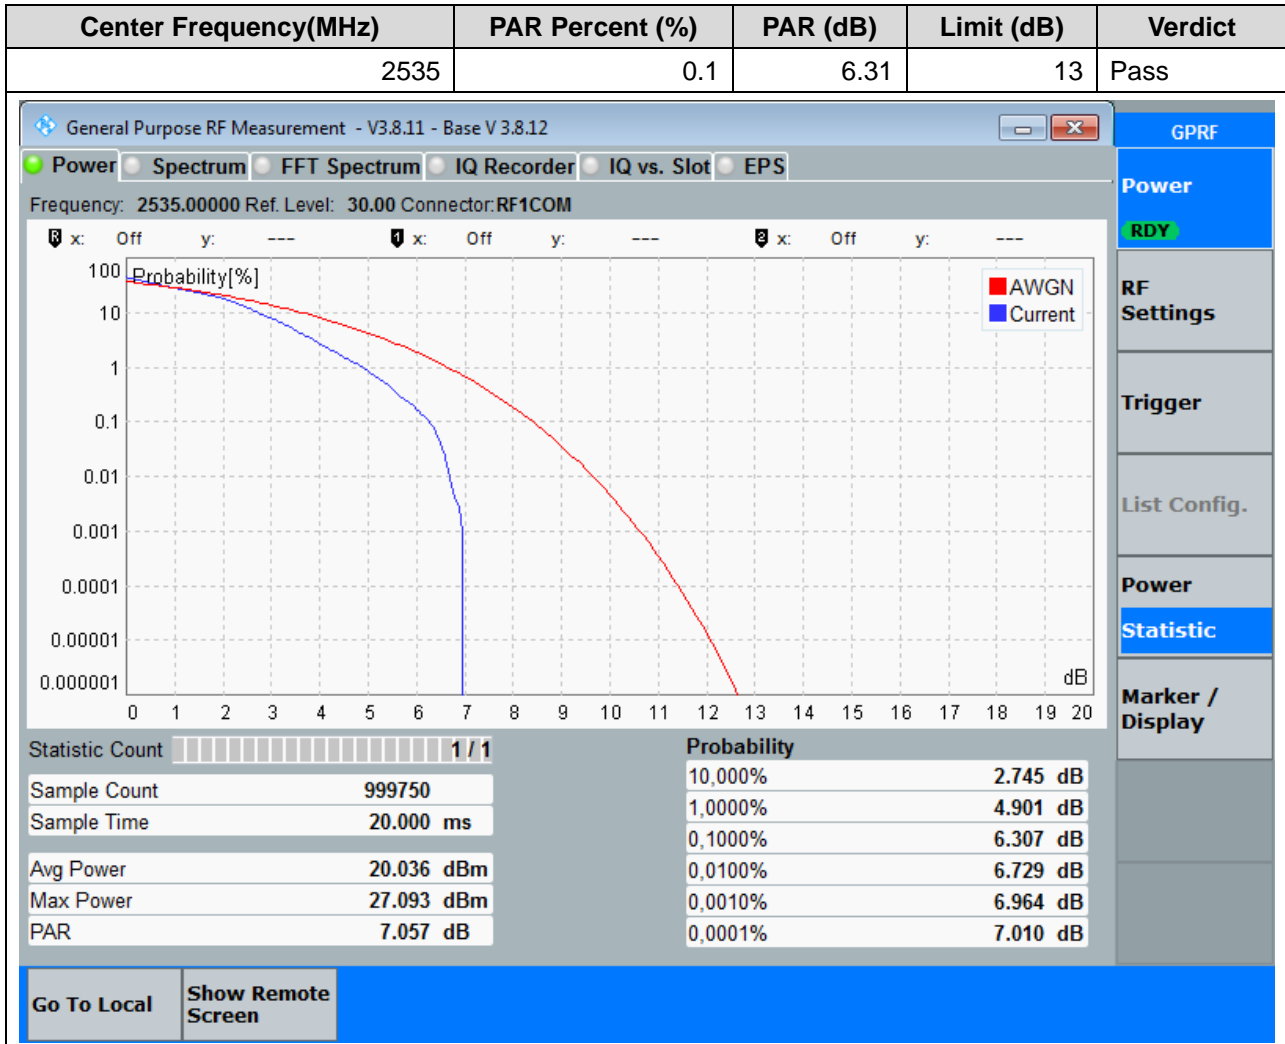 Center Frequency(MHz) PAR Percent (%) PAR (dB) Limit (dB) Verdict
2535 0.1 6.31 13 Pass
General Purpose RF Measurement - V3.8.11 - Base V 3.8.12
GPRF
Power Spectrum FFT Spectrum IQ Recorder IQ vs. Slot EPS
Power
RDY
Frequency: 2535.00000 Ref. Level: 30.00 Connector: RF1COM
R x: Off y: --- 1 x: Off y: --- 2 x: Off y: ---
100 Probability[%]
AWGN
Current
10
1
0.1
0.01
0.001
0.0001
0.00001
0.000001
dB
0 1 2 3 4 5 6 7 8 9 10 11 12 13 14 15 16 17 18 19 20
RF
Settings
Trigger
List Config.
Power
Statistic
Marker /
Display
Statistic Count 1 / 1
Sample Count 999750
Sample Time 20.000 ms
Avg Power 20.036 dBm
Max Power 27.093 dBm
PAR 7.057 dB
Probability
10,000% 2.745 dB
1,0000% 4.901 dB
0,1000% 6.307 dB
0,0100% 6.729 dB
0,0010% 6.964 dB
0,0001% 7.010 dB
Go To Local
Show Remote
Screen